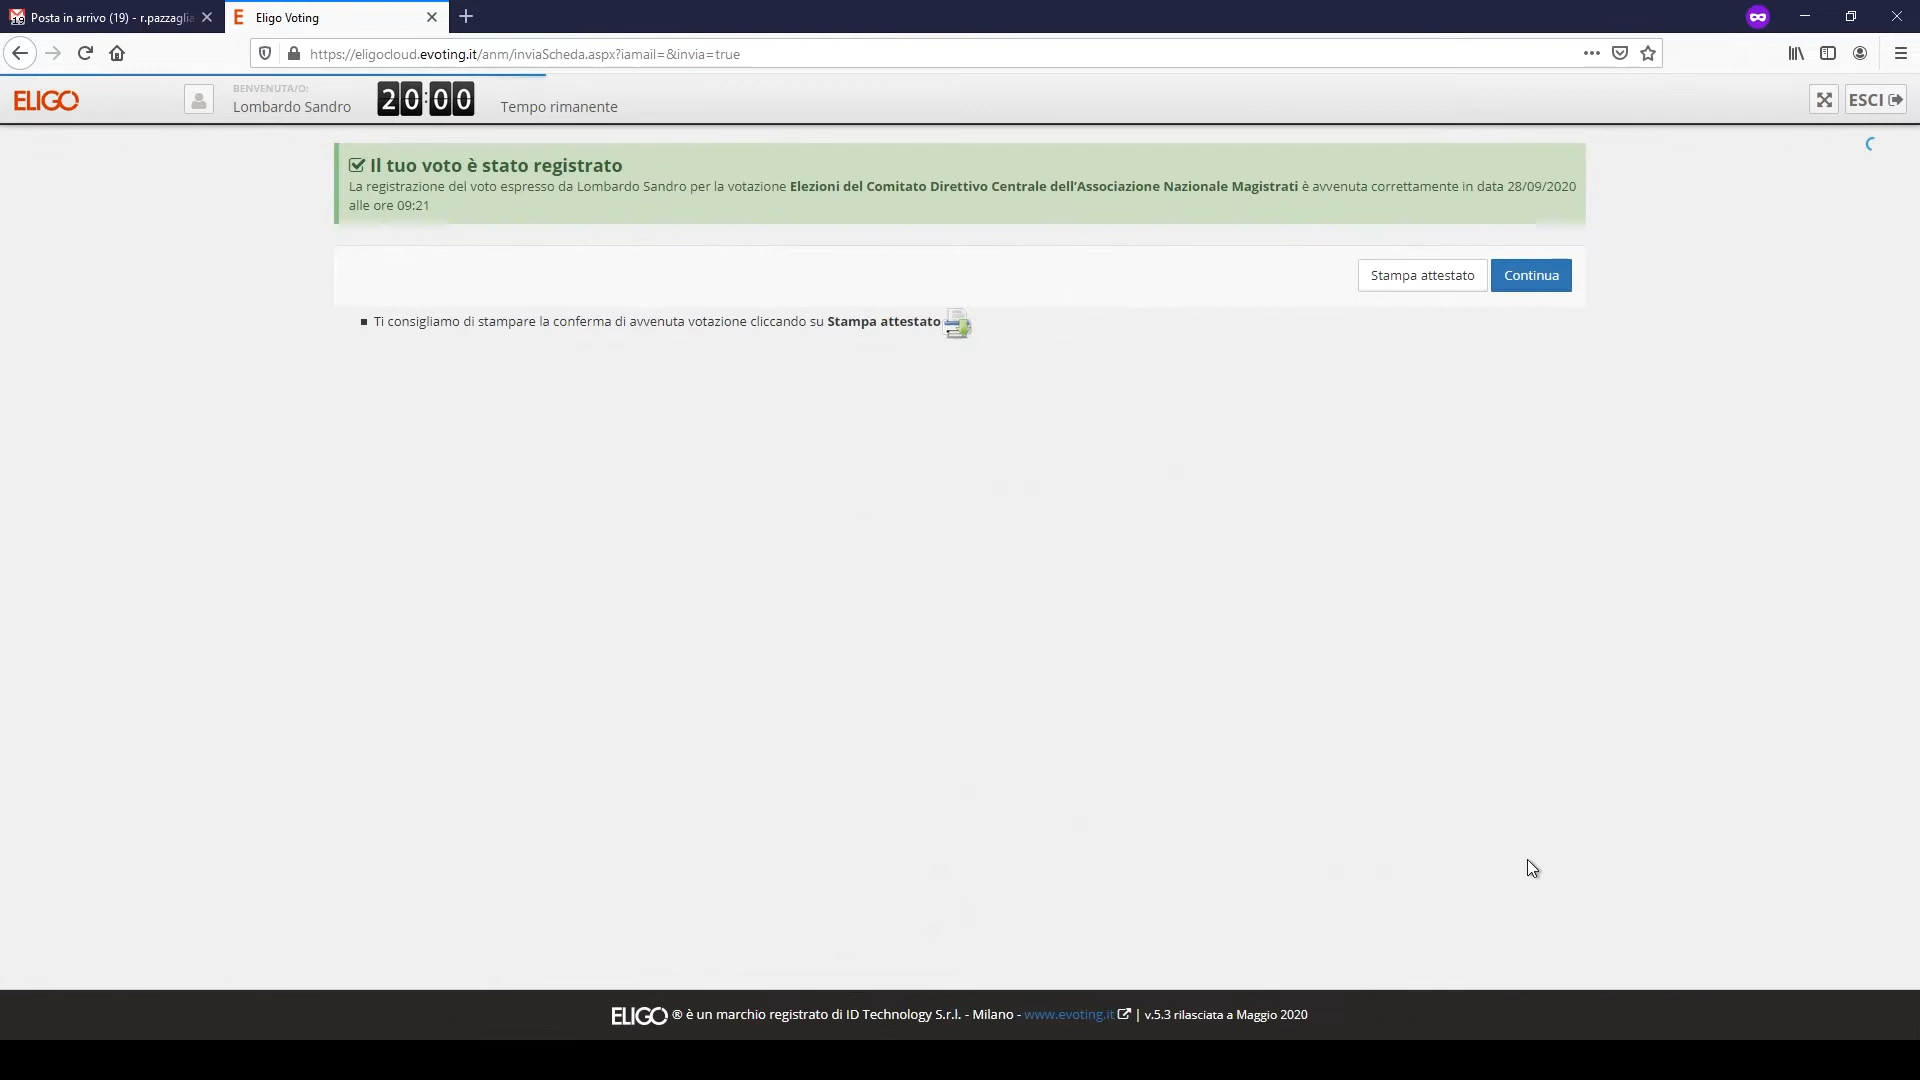 Posta in arrivo (19) - r.pazzaglia
Eligo Voting
https://eligocloud.evoting.it/anm/inviaScheda.aspx?iamail=&invia=true
ELIGO
BENVENUTA/O:
Lombardo Sandro
20:00
Tempo rimanente
ESCI
Il tuo voto è stato registrato
La registrazione del voto espresso da Lombardo Sandro per la votazione Elezioni del Comitato Direttivo Centrale dell'Associazione Nazionale Magistrati è avvenuta correttamente in data 28/09/2020
alle ore 09:21
Stampa attestato
Continua
Ti consigliamo di stampare la conferma di avvenuta votazione cliccando su Stampa attestato
ELIGO ® è un marchio registrato di ID Technology S.r.l. - Milano - www.evoting.it | v.5.3 rilasciata a Maggio 2020